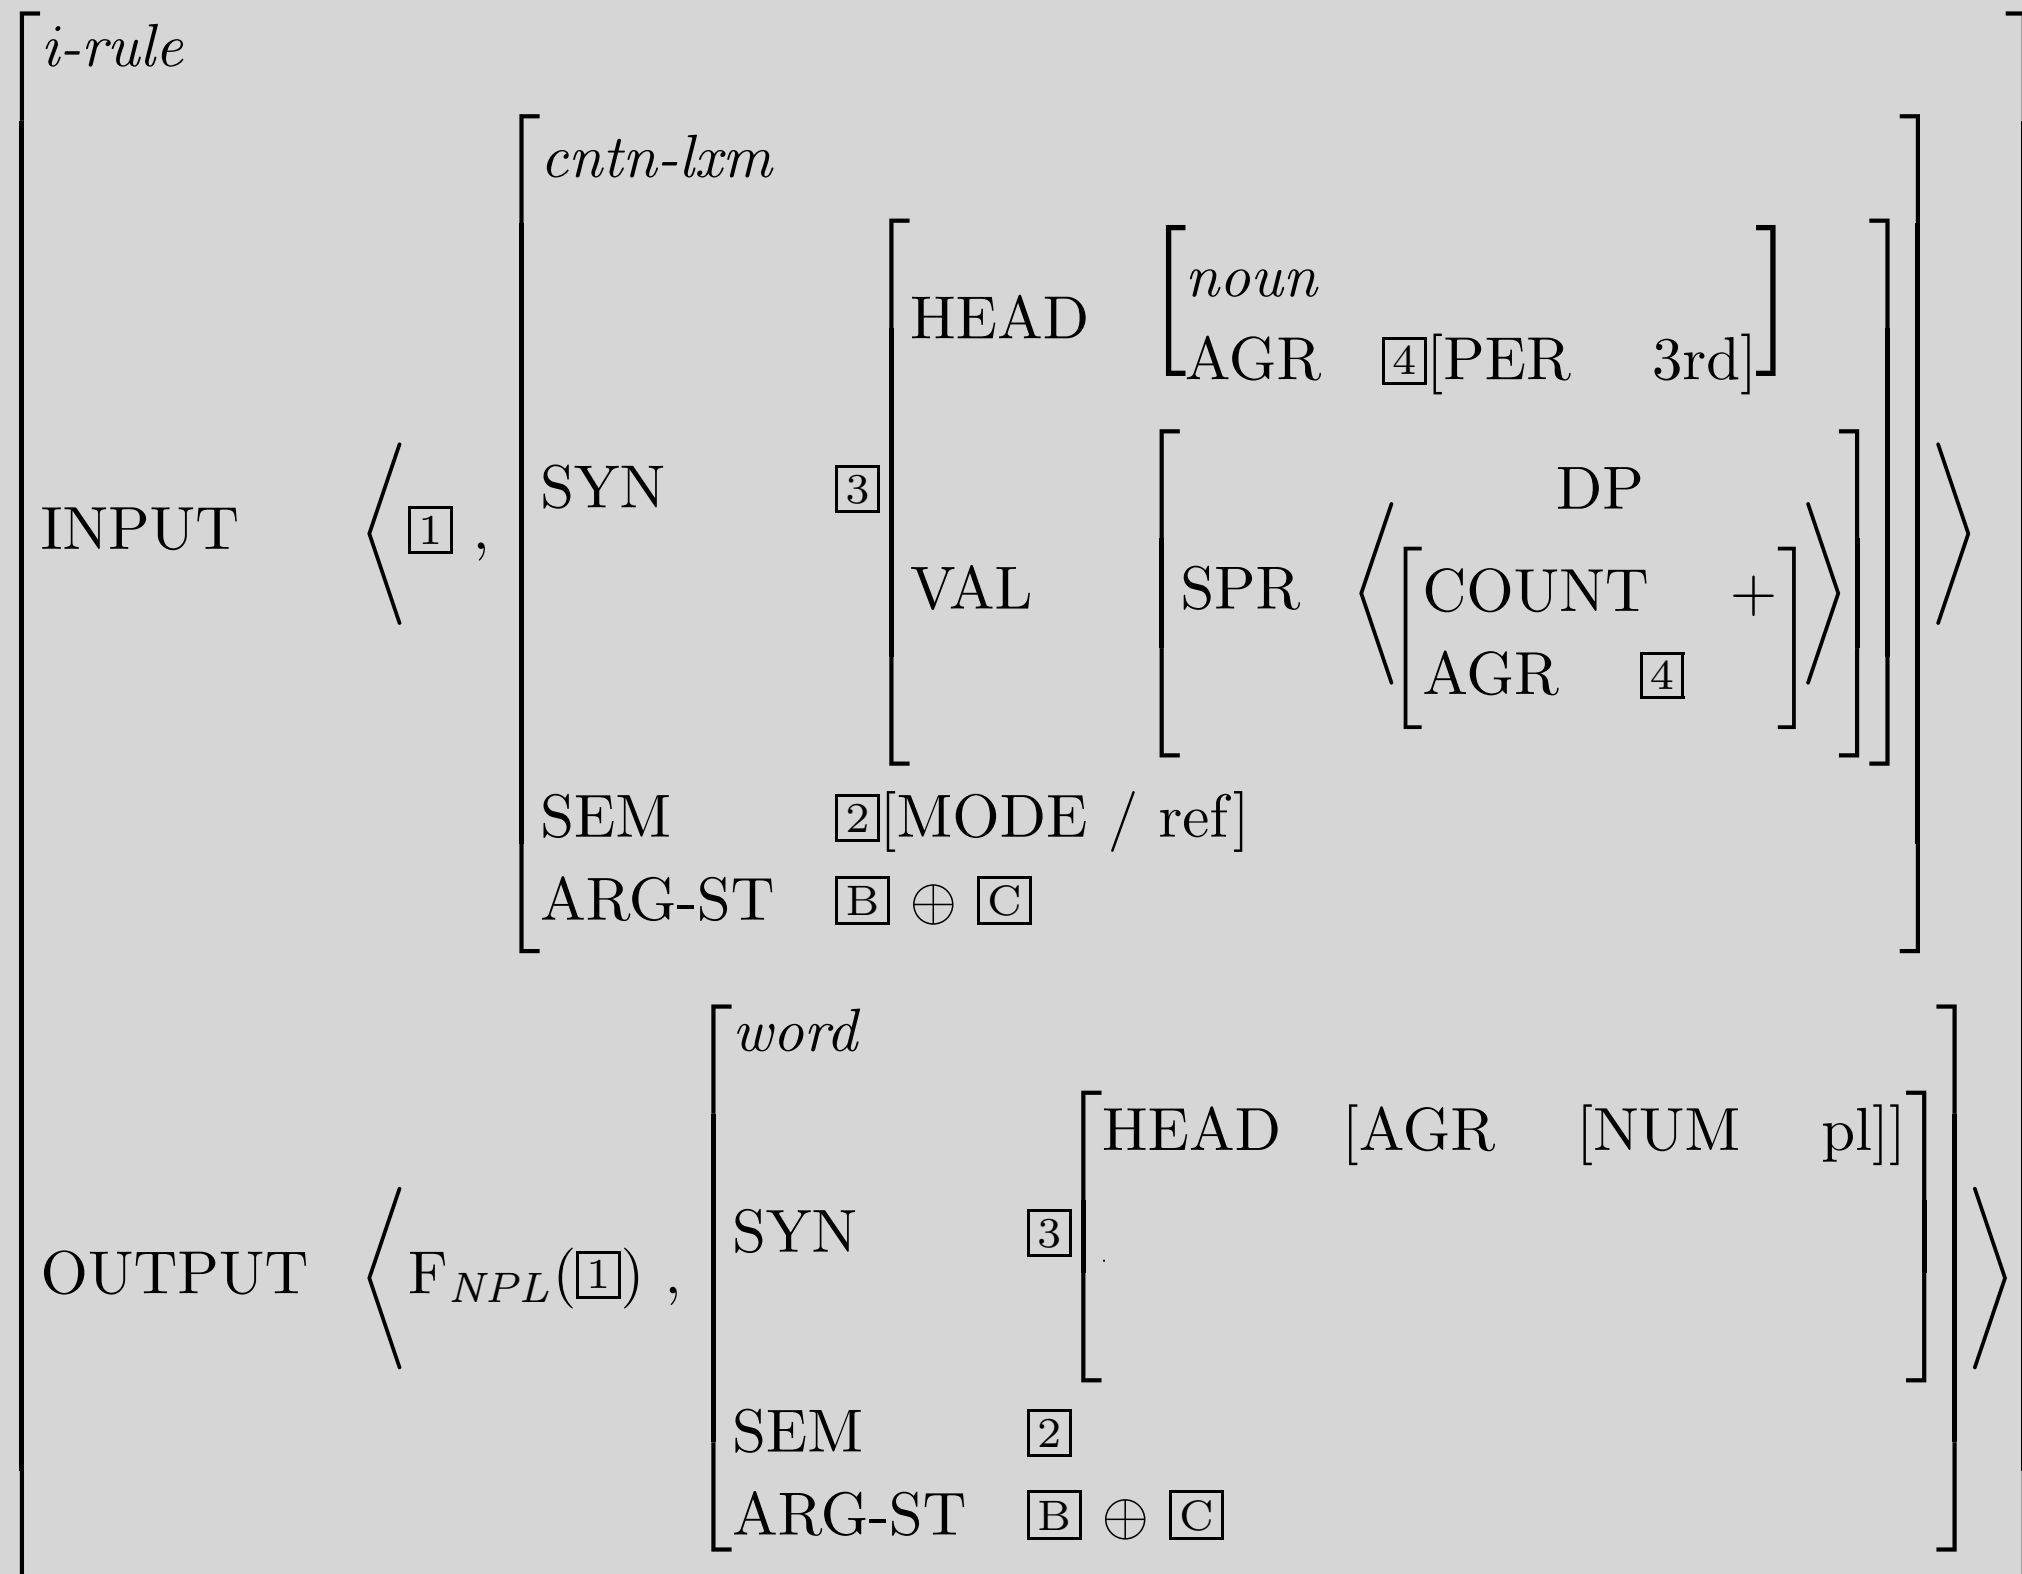 i-rule
cntn-lxm
noun
HEAD
AGR 4[PER 3rd]
SYN 3
DP
INPUT ⟨ 1 ,
VAL SPR ⟨ COUNT + ⟩ ⟩
AGR 4
SEM 2[MODE / ref]
ARG-ST B ⊕ C
word
HEAD [AGR [NUM pl]]
SYN 3
OUTPUT ⟨ F_NPL(1) , ⟩
SEM 2
ARG-ST B ⊕ C